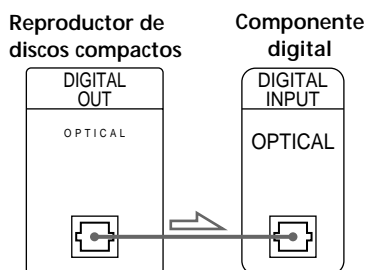 Reproductor de
discos compactos
Componente
digital
DIGITAL
OUT
OPTICAL
DIGITAL
INPUT
OPTICAL